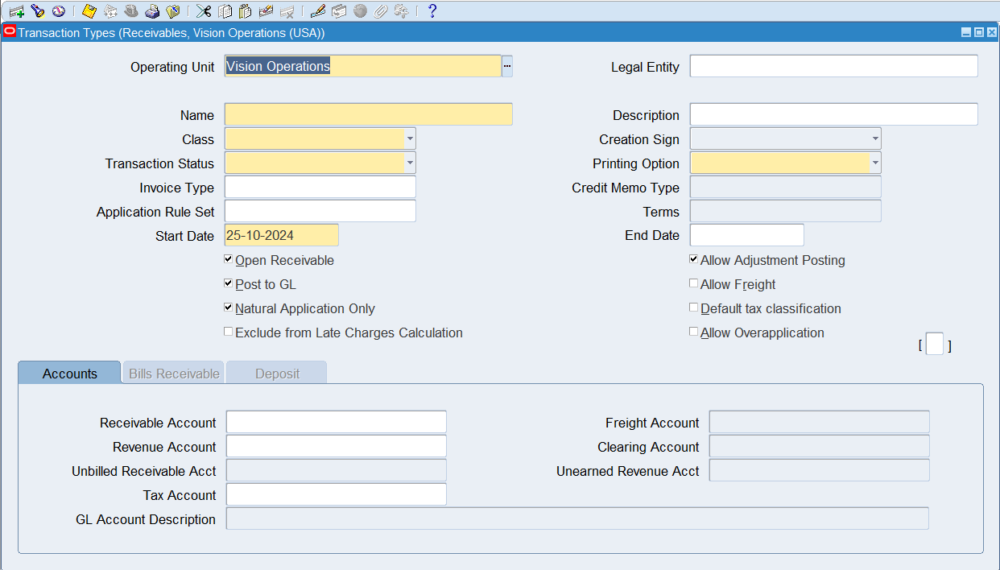 Transaction Types (Receivables, Vision Operations (USA))
Operating Unit Vision Operations ... Legal Entity
Name Description
Class Creation Sign
Transaction Status Printing Option
Invoice Type Credit Memo Type
Application Rule Set Terms
Start Date 25-10-2024 End Date
Open Receivable Allow Adjustment Posting
Post to GL Allow Freight
Natural Application Only Default tax classification
Exclude from Late Charges Calculation Allow Overapplication
[ ]
Accounts Bills Receivable Deposit
Receivable Account Freight Account
Revenue Account Clearing Account
Unbilled Receivable Acct Unearned Revenue Acct
Tax Account
GL Account Description